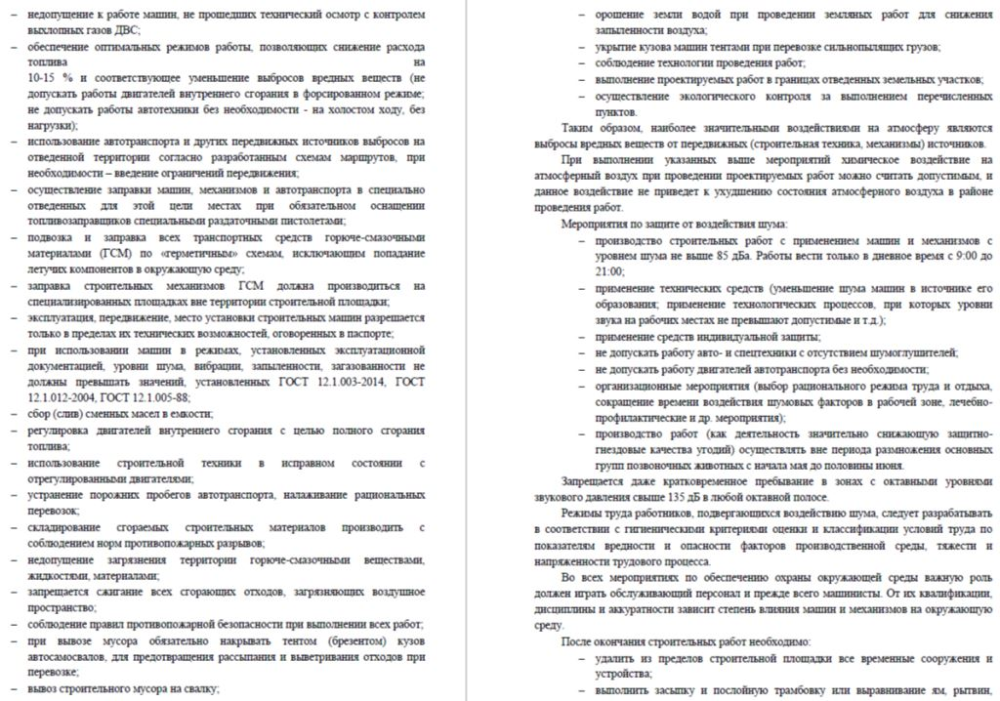 – недопущение к работе машин, не прошедших технический осмотр с контролем
выхлопных газов ДВС;
– обеспечение оптимальных режимов работы, позволяющих снижение расхода
топлива на
10-15 % и соответствующее уменьшение выбросов вредных веществ (не
допускать работы двигателей внутреннего сгорания в форсированном режиме;
не допускать работы автотехники без необходимости - на холостом ходу, без
нагрузки);
– использование автотранспорта и других передвижных источников выбросов на
отведенной территории согласно разработанным схемам маршрутов, при
необходимости – введение ограничений передвижения;
– осуществление заправки машин, механизмов и автотранспорта в специально
отведенных для этой цели местах при обязательном оснащении
топливозаправщиков специальными раздаточными пистолетами;
– подвозка и заправка всех транспортных средств горюче-смазочными
материалами (ГСМ) по «герметичным» схемам, исключающим попадание
летучих компонентов в окружающую среду;
– заправка строительных механизмов ГСМ должна производиться на
специализированных площадках вне территории строительной площадки;
– эксплуатация, передвижение, место установки строительных машин разрешается
только в пределах их технических возможностей, оговоренных в паспорте;
– при использовании машин в режимах, установленных эксплуатационной
документацией, уровни шума, вибрации, запыленности, загазованности не
должны превышать значений, установленных ГОСТ 12.1.003-2014, ГОСТ
12.1.012-2004, ГОСТ 12.1.005-88;
– сбор (слив) сменных масел в емкости;
– регулировка двигателей внутреннего сгорания с целью полного сгорания
топлива;
– использование строительной техники в исправном состоянии с
отрегулированными двигателями;
– устранение порожних пробегов автотранспорта, налаживание рациональных
перевозок;
– складирование сгораемых строительных материалов производить с
соблюдением норм противопожарных разрывов;
– недопущение загрязнения территории горюче-смазочными веществами,
жидкостями, материалами;
– запрещается сжигание всех сгорающих отходов, загрязняющих воздушное
пространство;
– соблюдение правил противопожарной безопасности при выполнении всех работ;
– при вывозе мусора обязательно накрывать тентом (брезентом) кузов
автосамосвалов, для предотвращения рассыпания и выветривания отходов при
перевозке;
– вывоз строительного мусора на свалку;
– орошение земли водой при проведении земляных работ для снижения
запыленности воздуха;
– укрытие кузова машин тентами при перевозке сильнопылящих грузов;
– соблюдение технологии проведения работ;
– выполнение проектируемых работ в границах отведенных земельных участков;
– осуществление экологического контроля за выполнением перечисленных
пунктов.
Таким образом, наиболее значительными воздействиями на атмосферу являются
выбросы вредных веществ от передвижных (строительная техника, механизмы) источников.
При выполнении указанных выше мероприятий химическое воздействие на
атмосферный воздух при проведении проектируемых работ можно считать допустимым, и
данное воздействие не приведет к ухудшению состояния атмосферного воздуха в районе
проведения работ.
Мероприятия по защите от воздействия шума:
– производство строительных работ с применением машин и механизмов с
уровнем шума не выше 85 дБа. Работы вести только в дневное время с 9:00 до
21:00;
– применение технических средств (уменьшение шума машин в источнике его
образования; применение технологических процессов, при которых уровни
звука на рабочих местах не превышают допустимые и т.д.);
– применение средств индивидуальной защиты;
– не допускать работу авто- и спецтехники с отсутствием шумоглушителей;
– не допускать работу двигателей автотранспорта без необходимости;
– организационные мероприятия (выбор рационального режима труда и отдыха,
сокращение времени воздействия шумовых факторов в рабочей зоне, лечебно-
профилактические и др. мероприятия);
– производство работ (как деятельность значительно снижающую защитно-
гнездовые качества угодий) осуществлять вне периода размножения основных
групп позвоночных животных с начала мая до половины июня.
Запрещается даже кратковременное пребывание в зонах с октавными уровнями
звукового давления свыше 135 дБ в любой октавной полосе.
Режимы труда работников, подвергающихся воздействию шума, следует разрабатывать
в соответствии с гигиеническими критериями оценки и классификации условий труда по
показателям вредности и опасности факторов производственной среды, тяжести и
напряженности трудового процесса.
Во всех мероприятиях по обеспечению охраны окружающей среды важную роль
должен играть обслуживающий персонал и прежде всего машинисты. От их квалификации,
дисциплины и аккуратности зависит степень влияния машин и механизмов на окружающую
среду.
После окончания строительных работ необходимо:
– удалить из пределов строительной площадки все временные сооружения и
устройства;
– выполнить засыпку и послойную трамбовку или выравнивание ям, рытвин,